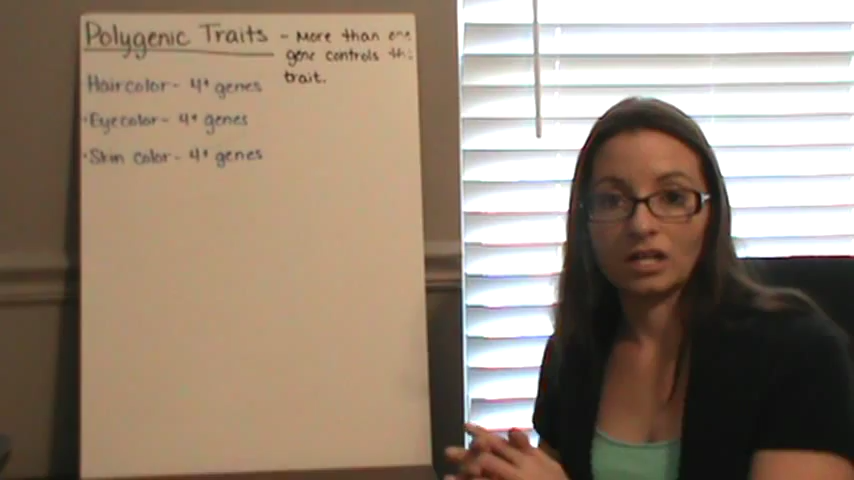 Polygenic Traits - More than one
gene controls the
trait.
Haircolor - 4+ genes
·Eyecolor - 4+ genes
·Skin color - 4+ genes